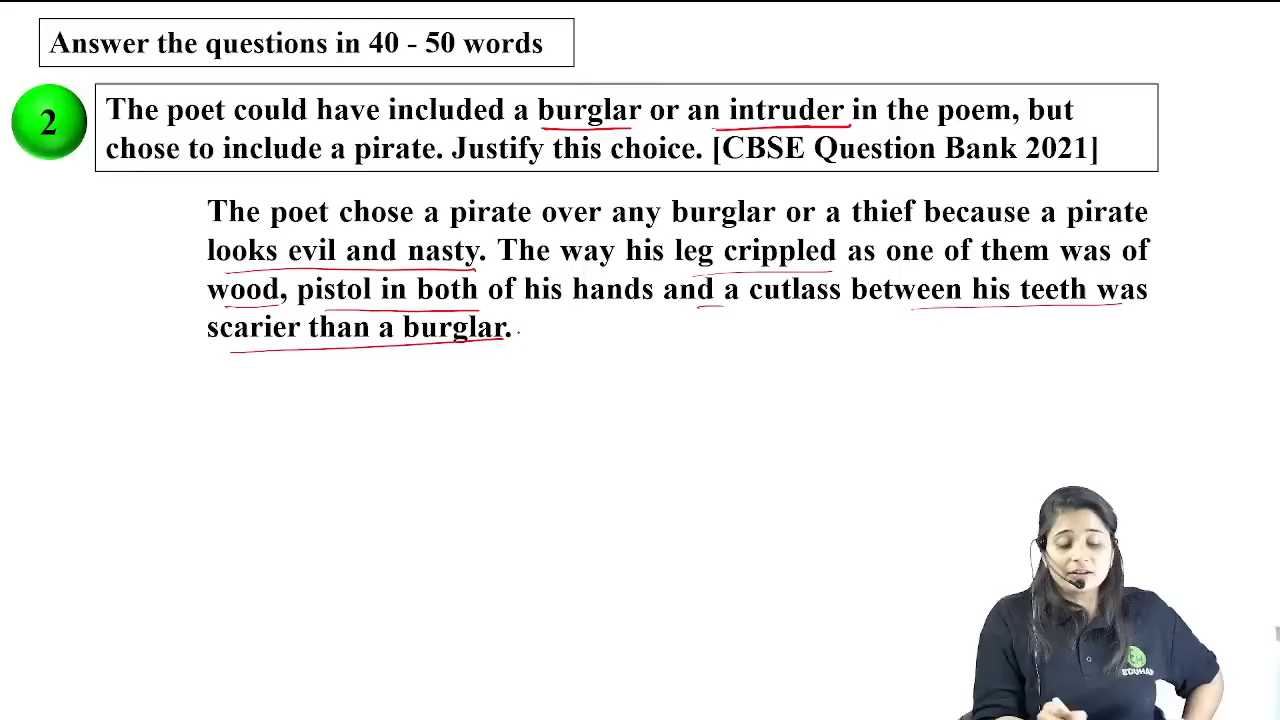 Answer the questions in 40 - 50 words
2
The poet could have included a burglar or an intruder in the poem, but
chose to include a pirate. Justify this choice. [CBSE Question Bank 2021]
The poet chose a pirate over any burglar or a thief because a pirate
looks evil and nasty. The way his leg crippled as one of them was of
wood, pistol in both of his hands and a cutlass between his teeth was
scarier than a burglar.